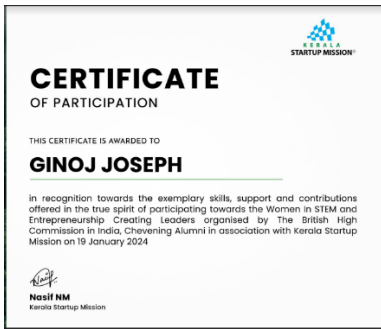 KERALA
STARTUP MISSION®
CERTIFICATE
OF PARTICIPATION
THIS CERTIFICATE IS AWARDED TO
GINOJ JOSEPH
in recognition towards the exemplary skills, support and contributions
offered in the true spirit of participating towards the Women In STEM and
Entrepreneurship Creating Leaders organised by The British High
Commission in India, Chevening Alumni in association with Kerala Startup
Mission on 19 January 2024
Nasif
Nasif NM
Kerala Startup Mission